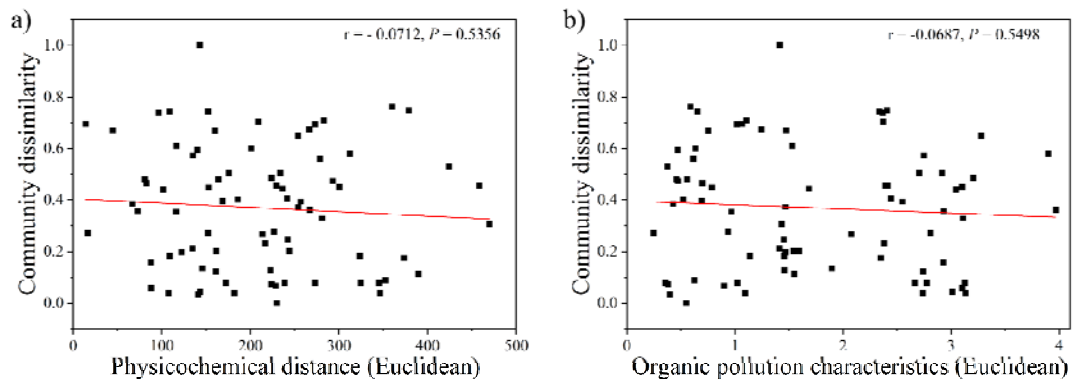 a)
r = - 0.0712, P = 0.5356
Community dissimilarity
1.0
0.8
0.6
0.4
0.2
0.0
0 100 200 300 400 500
Physicochemical distance (Euclidean)
b)
r = -0.0687, P = 0.5498
Community dissimilarity
1.0
0.8
0.6
0.4
0.2
0.0
0 1 2 3 4
Organic pollution characteristics (Euclidean)